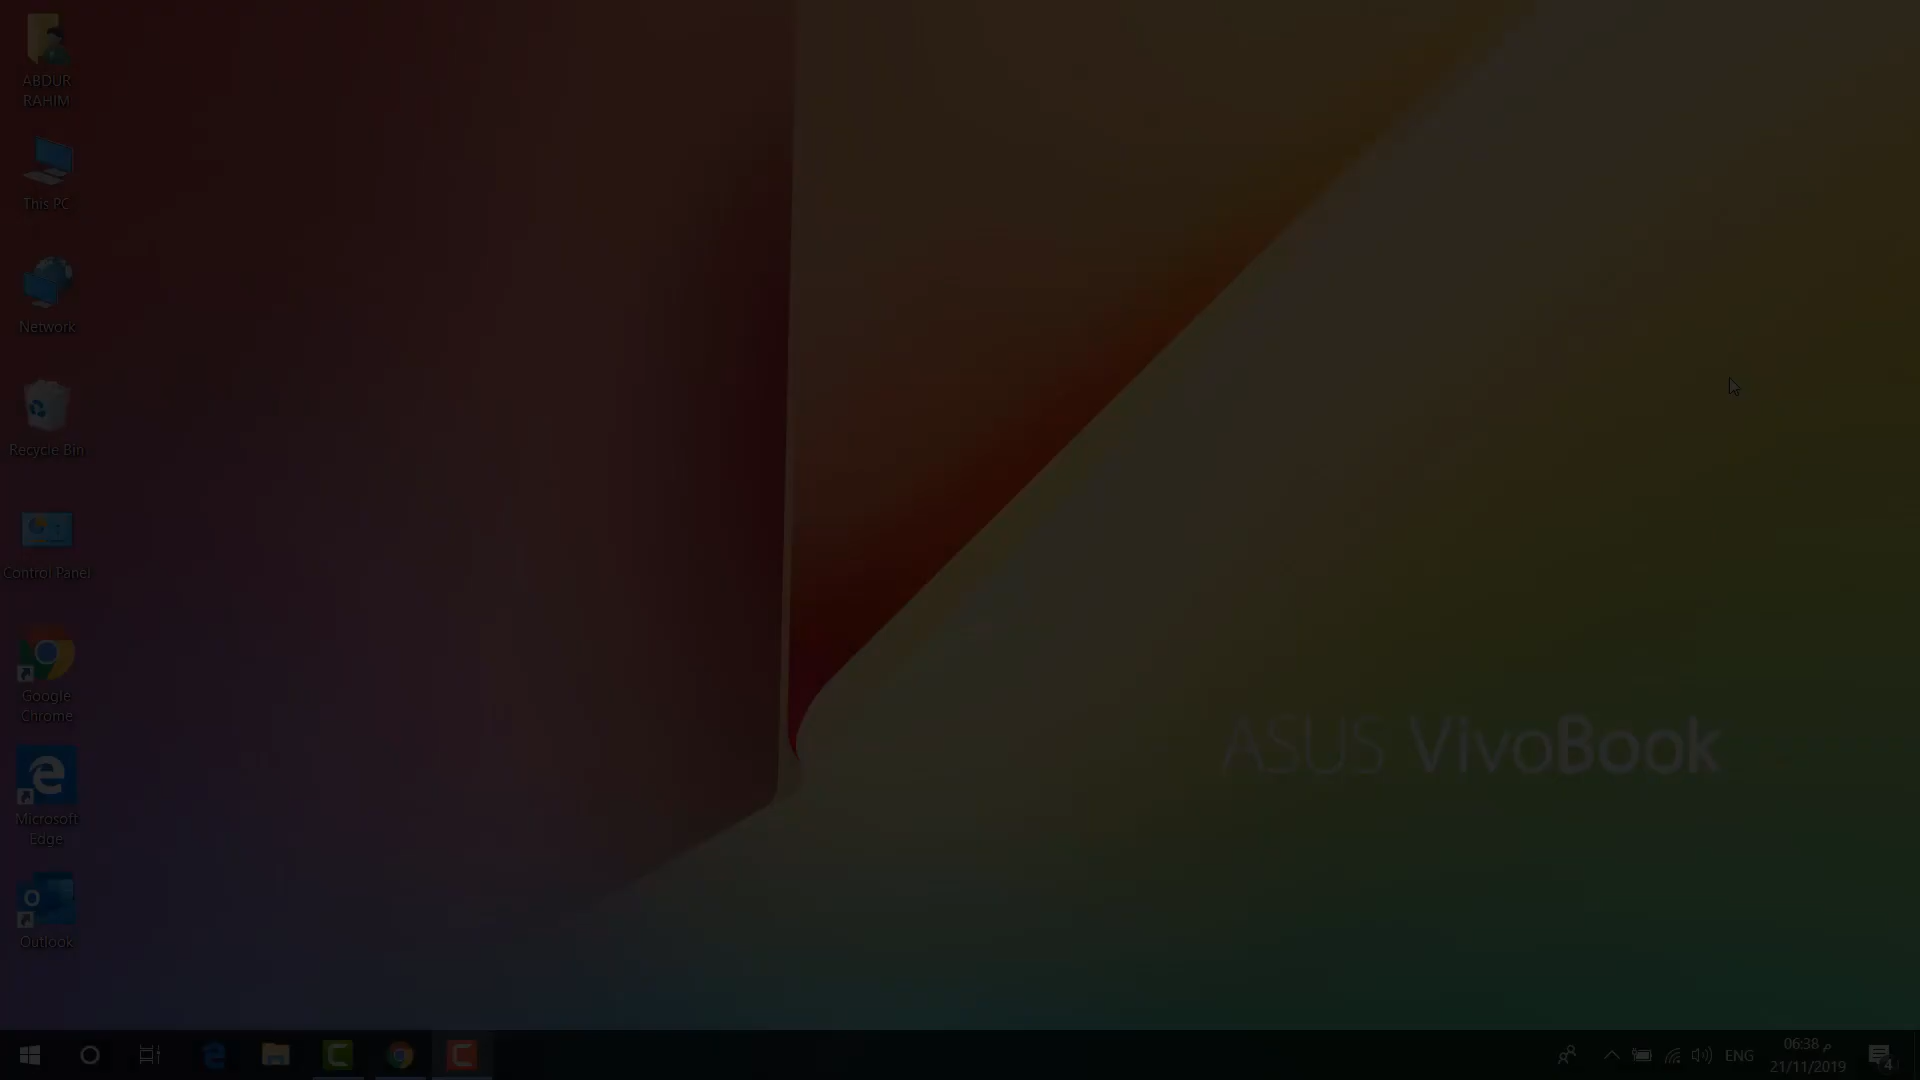 ABDUR
RAHIM
This PC
Network
Recycle Bin
Control Panel
Google
Chrome
Microsoft
Edge
Outlook
ASUS VivoBook
ENG
06:38 م
21/11/2019
4